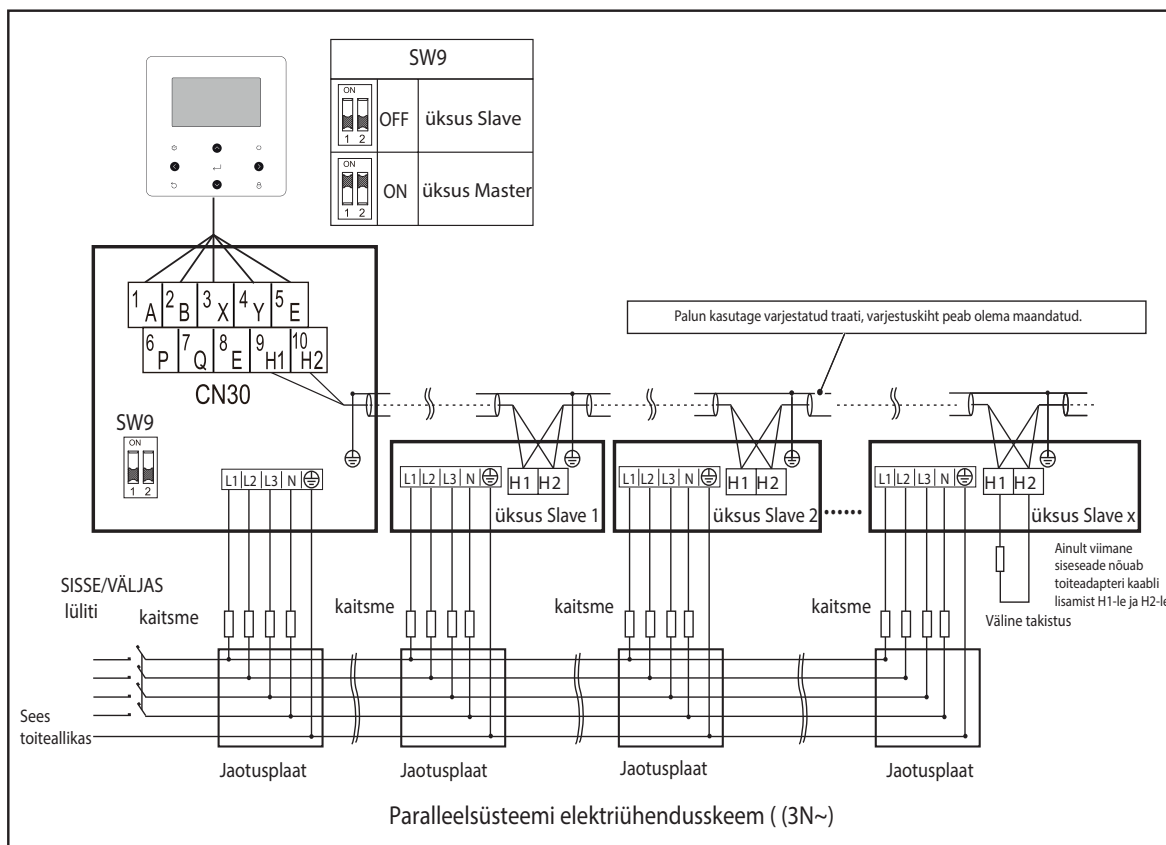 SW9
ON
1 2
OFF
üksus Slave
ON
1 2
ON
üksus Master
1 A
2 B
3 X
4 Y
5 E
6 P
7 Q
8 E
9 H1
10 H2
CN30
SW9
ON
1 2
Palun kasutage varjestatud traati, varjestuskiht peab olema maandatud.
L1 L2 L3 N
L1 L2 L3 N
H1 H2
üksus Slave 1
L1 L2 L3 N
H1 H2
üksus Slave 2
......
L1 L2 L3 N
H1 H2
üksus Slave x
Ainult viimane
siseseade nõuab
toiteadapteri kaabli
lisamist H1-le ja H2-le
Väline takistus
SISSE/VÄLJAS
lüliti
kaitsme
kaitsme
kaitsme
kaitsme
Sees
toiteallikas
Jaotusplaat
Jaotusplaat
Jaotusplaat
Jaotusplaat
Paralleelsüsteemi elektriühendusskeem ( (3N~)